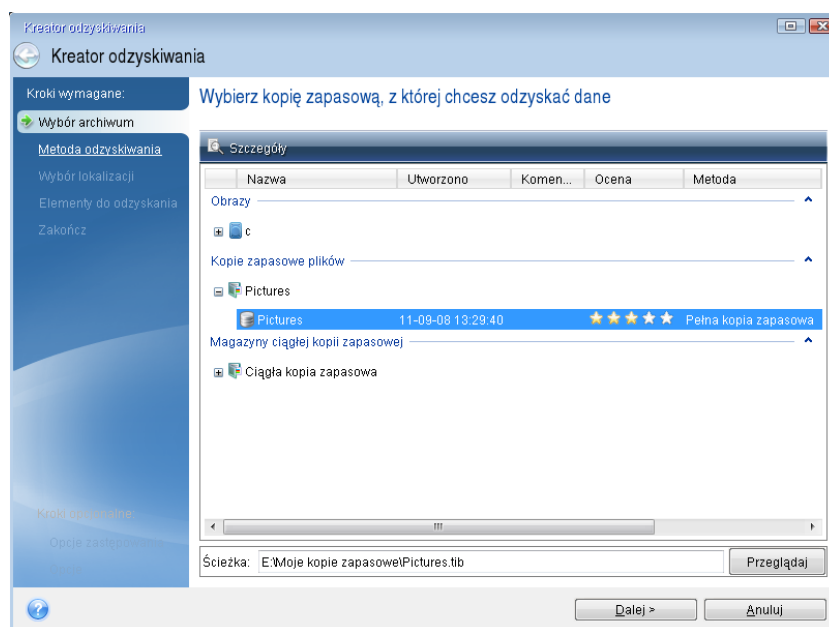 Kreator odzyskiwania
Kreator odzyskiwania
Kroki wymagane:
Wybór archiwum
Metoda odzyskiwania
Wybór lokalizacji
Elementy do odzyskania
Zakończ
Kroki opcjonalne:
Opcje
Wybierz kopię zapasową, z której chcesz odzyskać dane
Szczegóły
Nazwa Utworzono Komen... Ocena Metoda
Obrazy
c
Kopie zapasowe plików
Pictures
Pictures 11-09-08 13:29:40 Pełna kopia zapasowa
Magazyny ciągłej kopii zapasowej
Ciągła kopia zapasowa
Ścieżka: E:\Moje kopie zapasowe\Pictures.tib Przeglądaj
Dalej > Anuluj